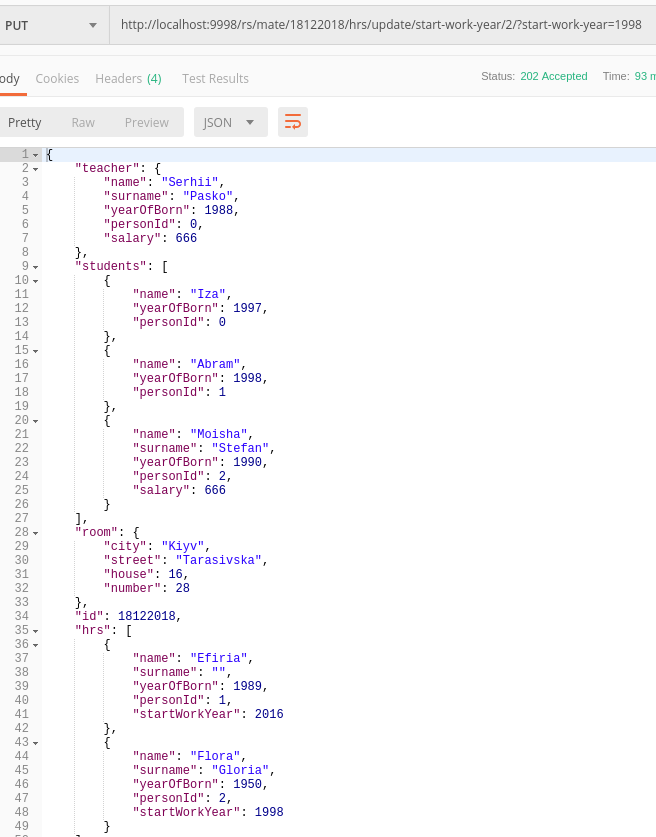 PUT http://localhost:9998/rs/mate/18122018/hrs/update/start-work-year/2/?start-work-year=1998
ody Cookies Headers (4) Test Results Status: 202 Accepted Time: 93 m
Pretty Raw Preview JSON
1 {
2 "teacher": {
3 "name": "Serhii",
4 "surname": "Pasko",
5 "yearOfBorn": 1988,
6 "personId": 0,
7 "salary": 666
8 },
9 "students": [
10 {
11 "name": "Iza",
12 "yearOfBorn": 1997,
13 "personId": 0
14 },
15 {
16 "name": "Abram",
17 "yearOfBorn": 1998,
18 "personId": 1
19 },
20 {
21 "name": "Moisha",
22 "surname": "Stefan",
23 "yearOfBorn": 1990,
24 "personId": 2,
25 "salary": 666
26 }
27 ],
28 "room": {
29 "city": "Kiyv",
30 "street": "Tarasivska",
31 "house": 16,
32 "number": 28
33 },
34 "id": 18122018,
35 "hrs": [
36 {
37 "name": "Efiria",
38 "surname": "",
39 "yearOfBorn": 1989,
40 "personId": 1,
41 "startWorkYear": 2016
42 },
43 {
44 "name": "Flora",
45 "surname": "Gloria",
46 "yearOfBorn": 1950,
47 "personId": 2,
48 "startWorkYear": 1998
49 }